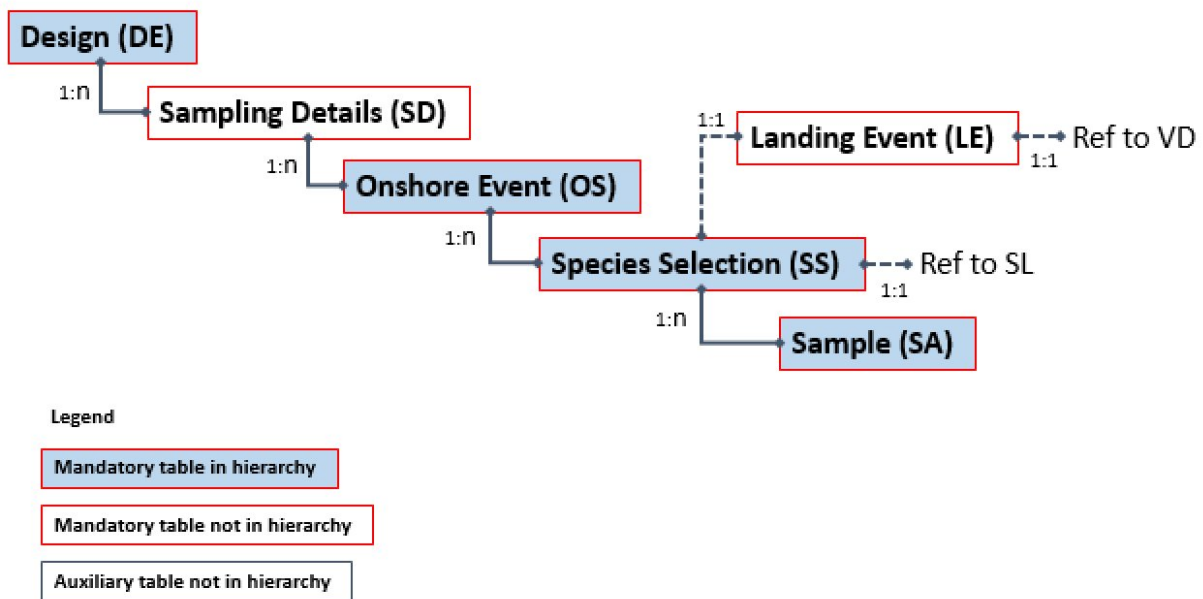 Design (DE)
1:n
Sampling Details (SD)
1:n
Onshore Event (OS)
1:n
1:1
Landing Event (LE)
1:1
Ref to VD
Species Selection (SS)
1:1
Ref to SL
1:n
Sample (SA)
Legend
Mandatory table in hierarchy
Mandatory table not in hierarchy
Auxiliary table not in hierarchy